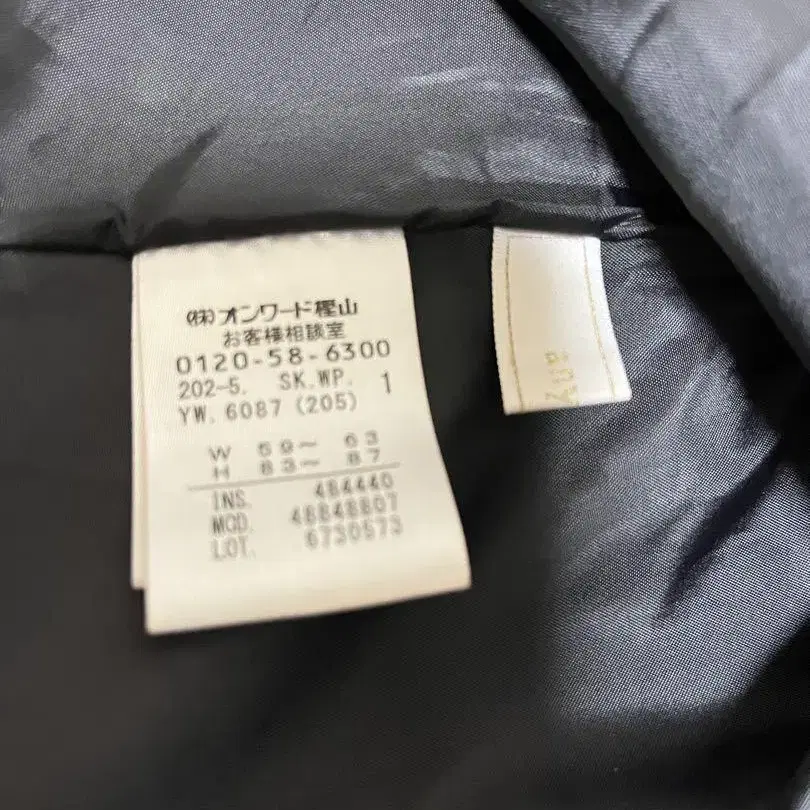 ㈱オンワード樫山
お客様相談室
0120-58-6300
202-5. SK.WP. 1
YW. 6087 (205)
W 59〜 63
H 83〜 87
INS. 484440
MCD. 48848807
LOT. 6730573